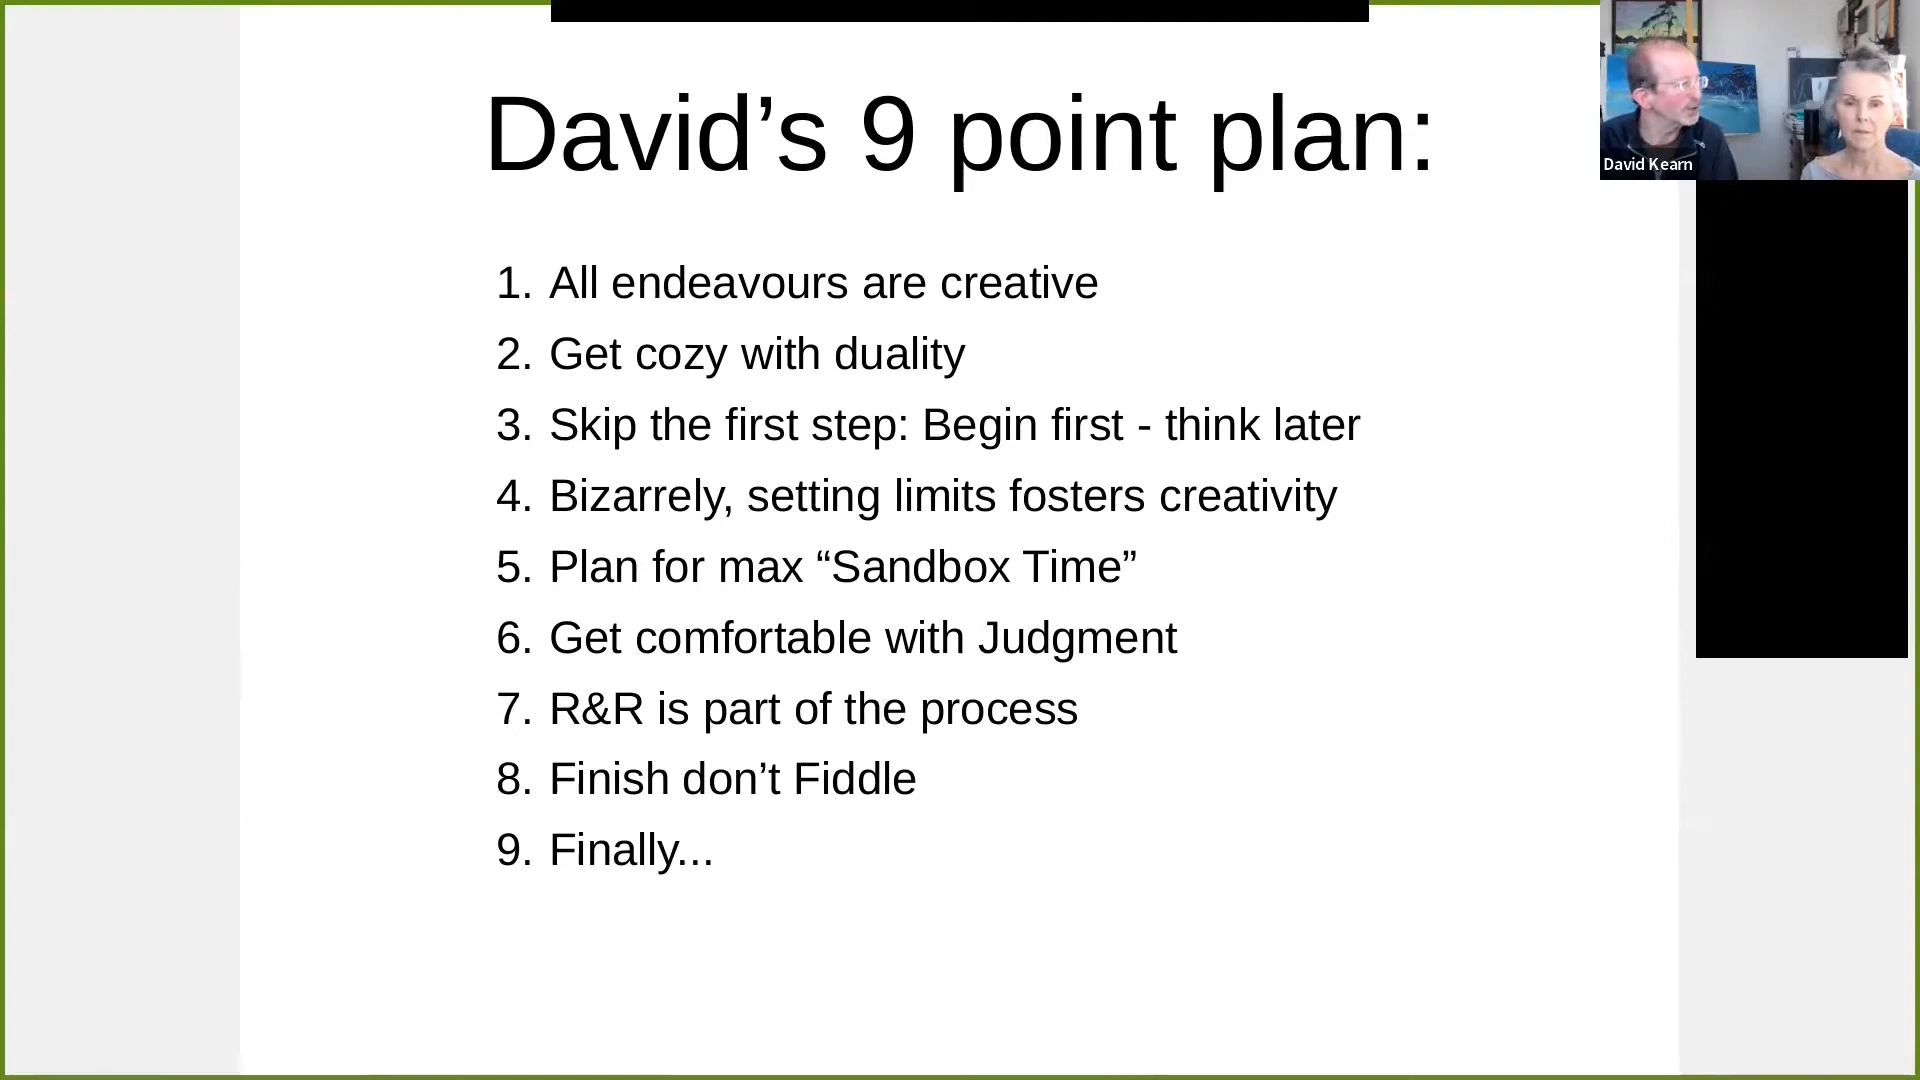 David’s 9 point plan:
David Kearn
1. All endeavours are creative
2. Get cozy with duality
3. Skip the first step: Begin first - think later
4. Bizarrely, setting limits fosters creativity
5. Plan for max “Sandbox Time”
6. Get comfortable with Judgment
7. R&R is part of the process
8. Finish don’t Fiddle
9. Finally...